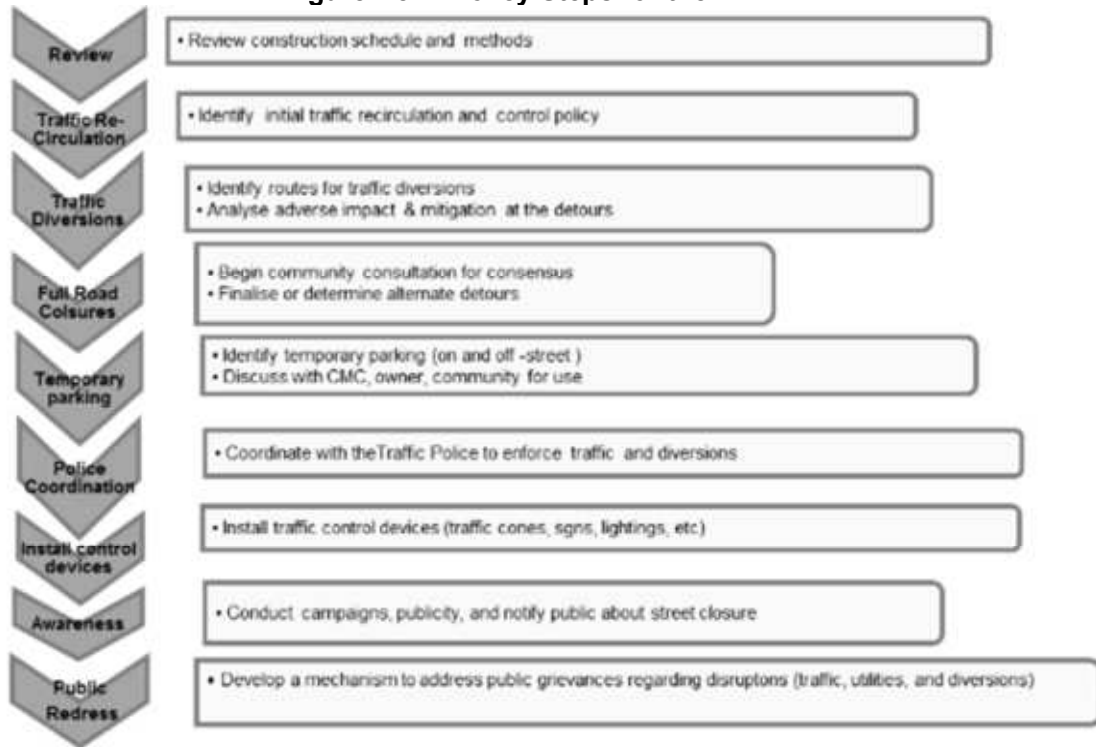 Review
• Review construction schedule and methods
Traffic Re-
Circulation
• Identify initial traffic recirculation and control policy
Traffic
Diversions
• Identify routes for traffic diversions
• Analyse adverse impact & mitigation at the detours
Full Road
Colsures
• Begin community consultation for consensus
• Finalise or determine alternate detours
Temporary
parking
• Identify temporary parking (on and off -street )
• Discuss with CMC, owner, community for use
Police
Coordination
• Coordinate with theTraffic Police to enforce traffic and diversions
Install control
devices
• Install traffic control devices (traffic cones, sgns, lightings, etc)
Awareness
• Conduct campaigns, publicity, and notify public about street closure
Public
Redress
• Develop a mechanism to address public grievances regarding disruptons (traffic, utilities, and diversions)